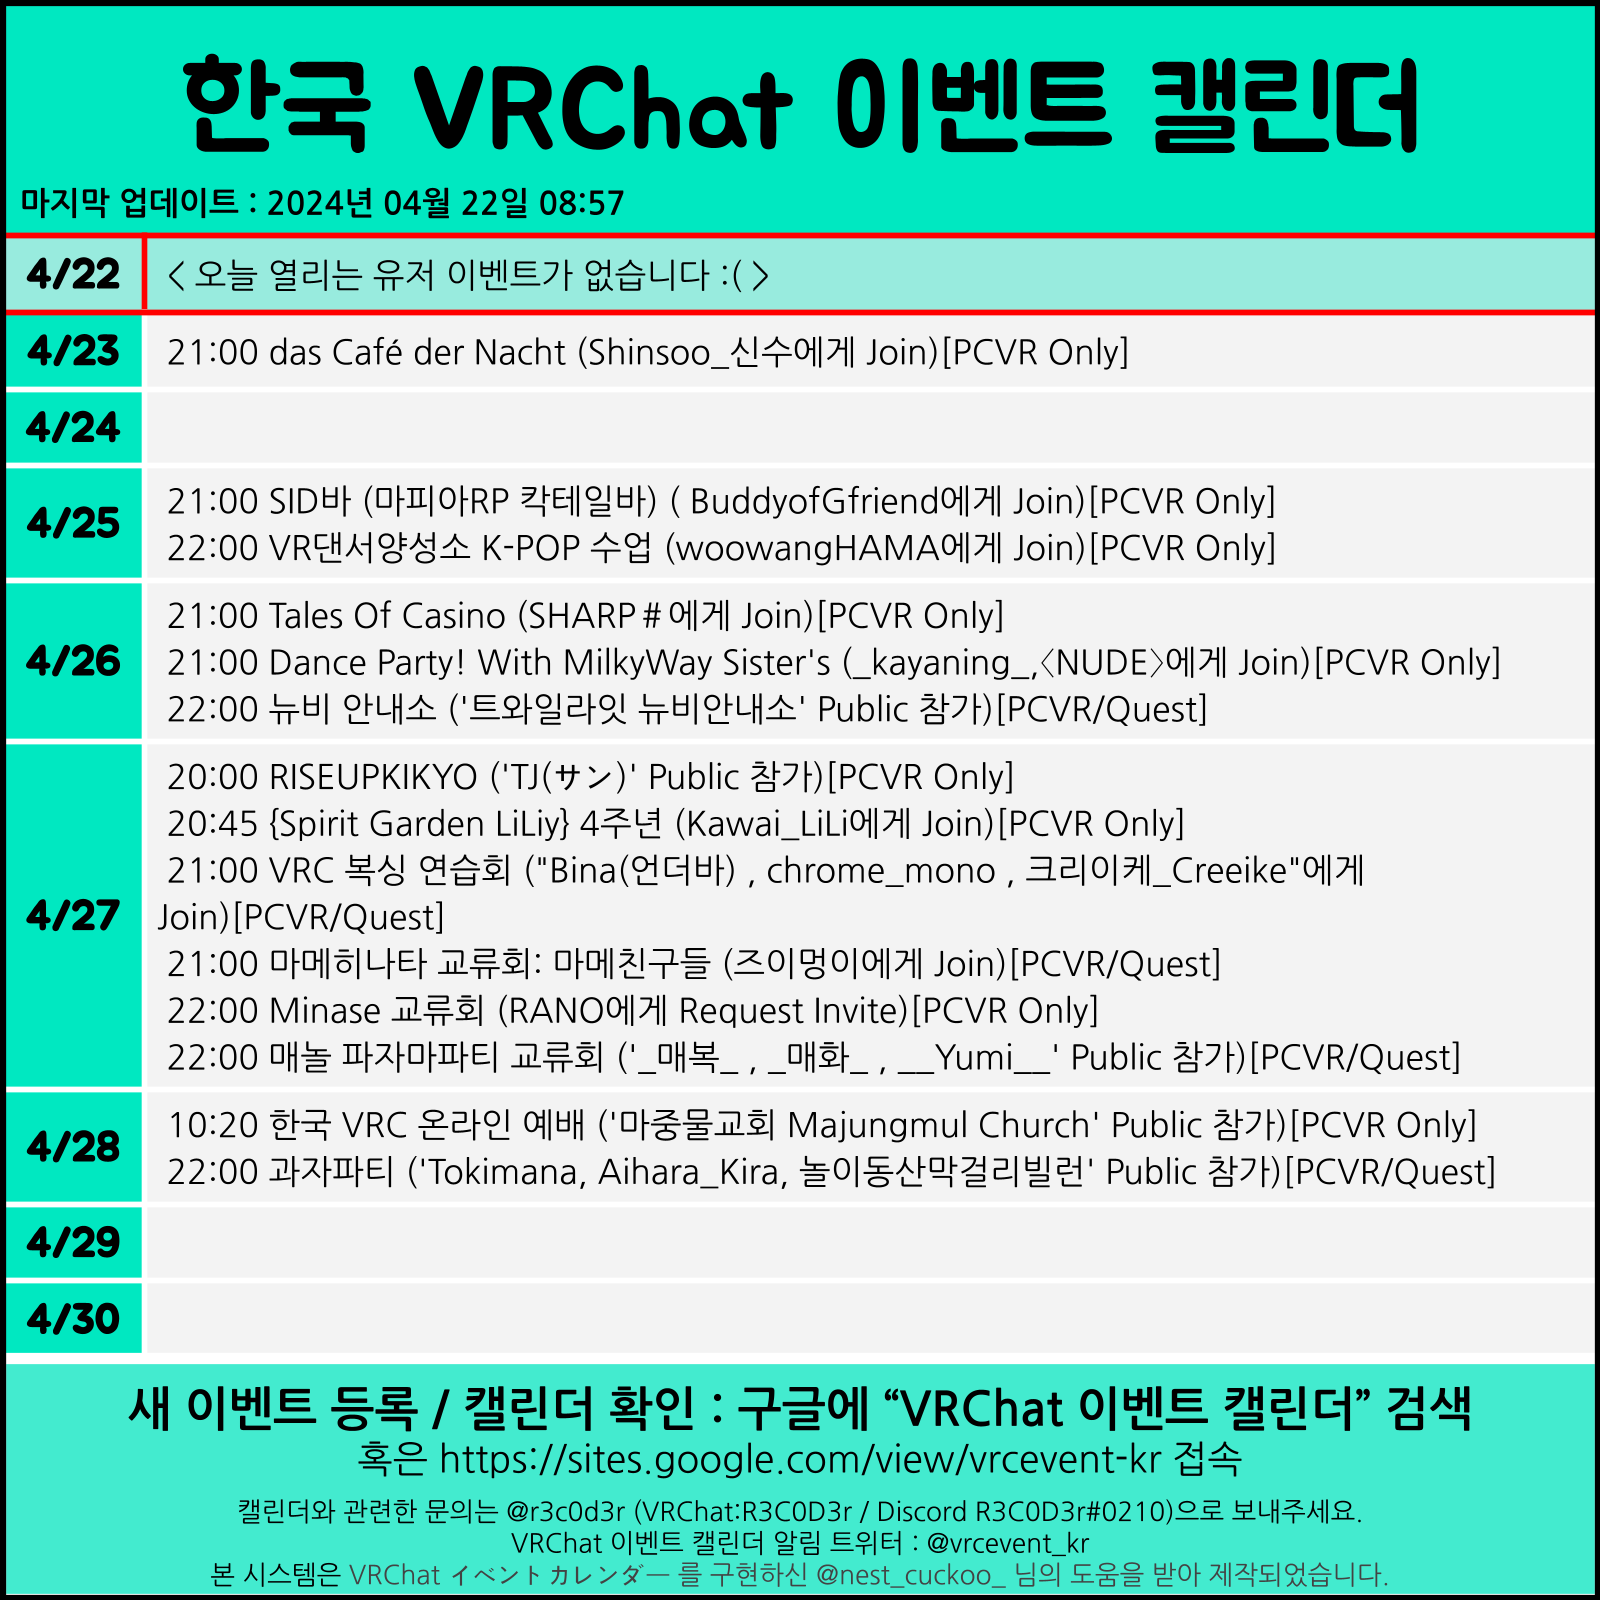 한국 VRChat 이벤트 캘린더
마지막 업데이트 : 2024년 04월 22일 08:57
4/22 < 오늘 열리는 유저 이벤트가 없습니다 :( >
4/23 21:00 das Café der Nacht (Shinsoo_신수에게 Join)[PCVR Only]
4/24
4/25
21:00 SID바 (마피아RP 칵테일바) ( BuddyofGfriend에게 Join)[PCVR Only]
22:00 VR댄서양성소 K-POP 수업 (woowangHAMA에게 Join)[PCVR Only]
4/26
21:00 Tales Of Casino (SHARP#에게 Join)[PCVR Only]
21:00 Dance Party! With MilkyWay Sister's (_kayaning_,〈NUDE〉에게 Join)[PCVR Only]
22:00 뉴비 안내소 ('트와일라잇 뉴비안내소' Public 참가)[PCVR/Quest]
4/27
20:00 RISEUPKIKYO ('TJ(サン)' Public 참가)[PCVR Only]
20:45 {Spirit Garden LiLiy} 4주년 (Kawai_LiLi에게 Join)[PCVR Only]
21:00 VRC 복싱 연습회 ("Bina(언더바) , chrome_mono , 크리이케_Creeike"에게
Join)[PCVR/Quest]
21:00 마메히나타 교류회: 마메친구들 (즈이멍이에게 Join)[PCVR/Quest]
22:00 Minase 교류회 (RANO에게 Request Invite)[PCVR Only]
22:00 매놀 파자마파티 교류회 ('_매복_ , _매화_ , __Yumi__' Public 참가)[PCVR/Quest]
4/28
10:20 한국 VRC 온라인 예배 ('마중물교회 Majungmul Church' Public 참가)[PCVR Only]
22:00 과자파티 ('Tokimana, Aihara_Kira, 놀이동산막걸리빌런' Public 참가)[PCVR/Quest]
4/29
4/30
새 이벤트 등록 / 캘린더 확인 : 구글에 “VRChat 이벤트 캘린더” 검색
혹은 https://sites.google.com/view/vrcevent-kr 접속
캘린더와 관련한 문의는 @r3c0d3r (VRChat:R3C0D3r / Discord R3C0D3r#0210)으로 보내주세요.
VRChat 이벤트 캘린더 알림 트위터 : @vrcevent_kr
본 시스템은 VRChat イベントカレンダー 를 구현하신 @nest_cuckoo_ 님의 도움을 받아 제작되었습니다.